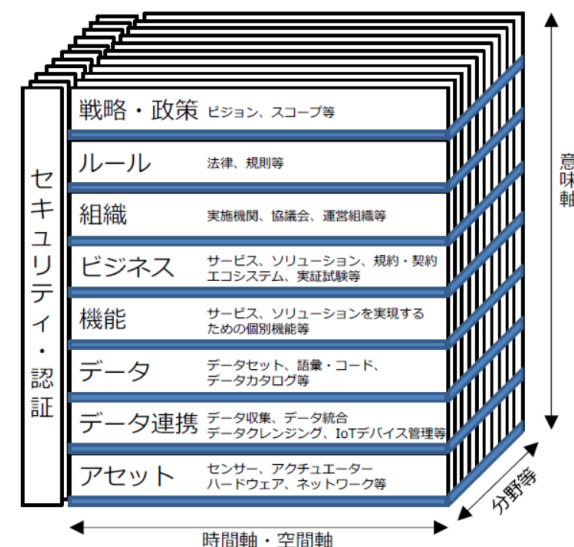 セキュリティ・認証
戦略・政策 ビジョン、スコープ等
ルール 法律、規則等
組織 実施機関、協議会、運営組織等
ビジネス サービス、ソリューション、規約・契約
エコシステム、実証試験等
機能 サービス、ソリューションを実現する
ための個別機能等
データ データセット、語彙・コード、
データカタログ等
データ連携 データ収集、データ統合
データクレンジング、IoTデバイス管理等
アセット センサー、アクチュエーター
ハードウェア、ネットワーク等
意味軸
分野等
時間軸・空間軸